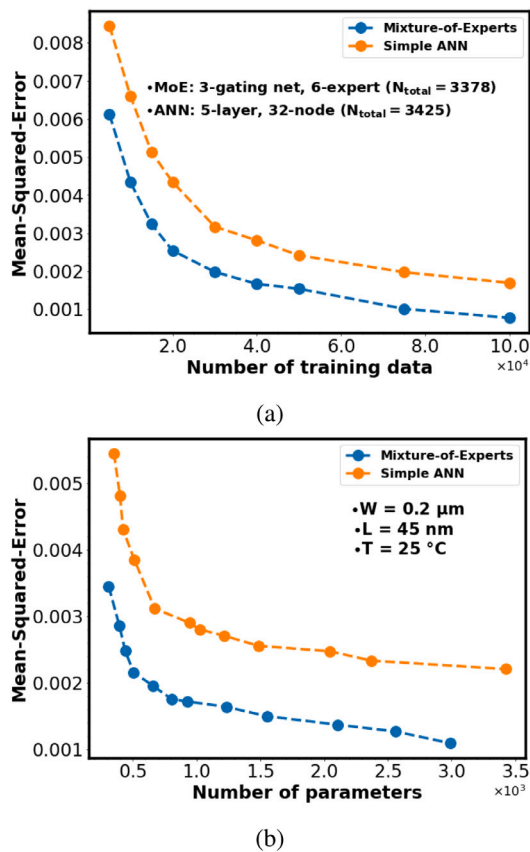 0.008
0.007
0.006
0.005
0.004
0.003
0.002
0.001
Mean-Squared-Error
Mixture-of-Experts
Simple ANN
•MoE: 3-gating net, 6-expert (N_total = 3378)
•ANN: 5-layer, 32-node (N_total = 3425)
2.0 4.0 6.0 8.0 10.0
×10⁴
Number of training data
(a)
0.005
0.004
0.003
0.002
0.001
Mean-Squared-Error
Mixture-of-Experts
Simple ANN
•W = 0.2 μm
•L = 45 nm
•T = 25 °C
0.5 1.0 1.5 2.0 2.5 3.0 3.5
×10³
Number of parameters
(b)